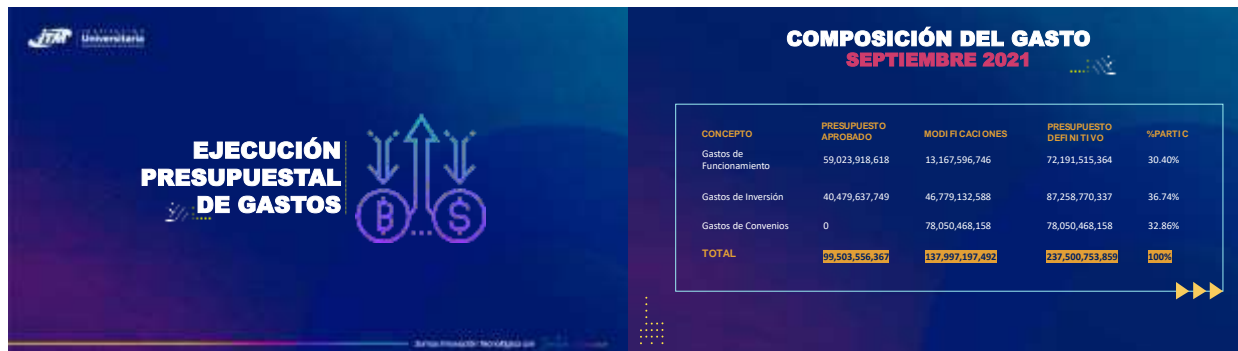 ITM
Universitaria
EJECUCIÓN
PRESUPUESTAL
DE GASTOS
COMPOSICIÓN DEL GASTO
SEPTIEMBRE 2021
CONCEPTO PRESUPUESTO APROBADO MODIFICACIONES PRESUPUESTO DEFINITIVO %PARTIC
Gastos de Funcionamiento 59,023,918,618 13,167,596,746 72,191,515,364 30.40%
Gastos de Inversión 40,479,637,749 46,779,132,588 87,258,770,337 36.74%
Gastos de Convenios 0 78,050,468,158 78,050,468,158 32.86%
TOTAL 99,503,556,367 137,997,197,492 237,500,753,859 100%